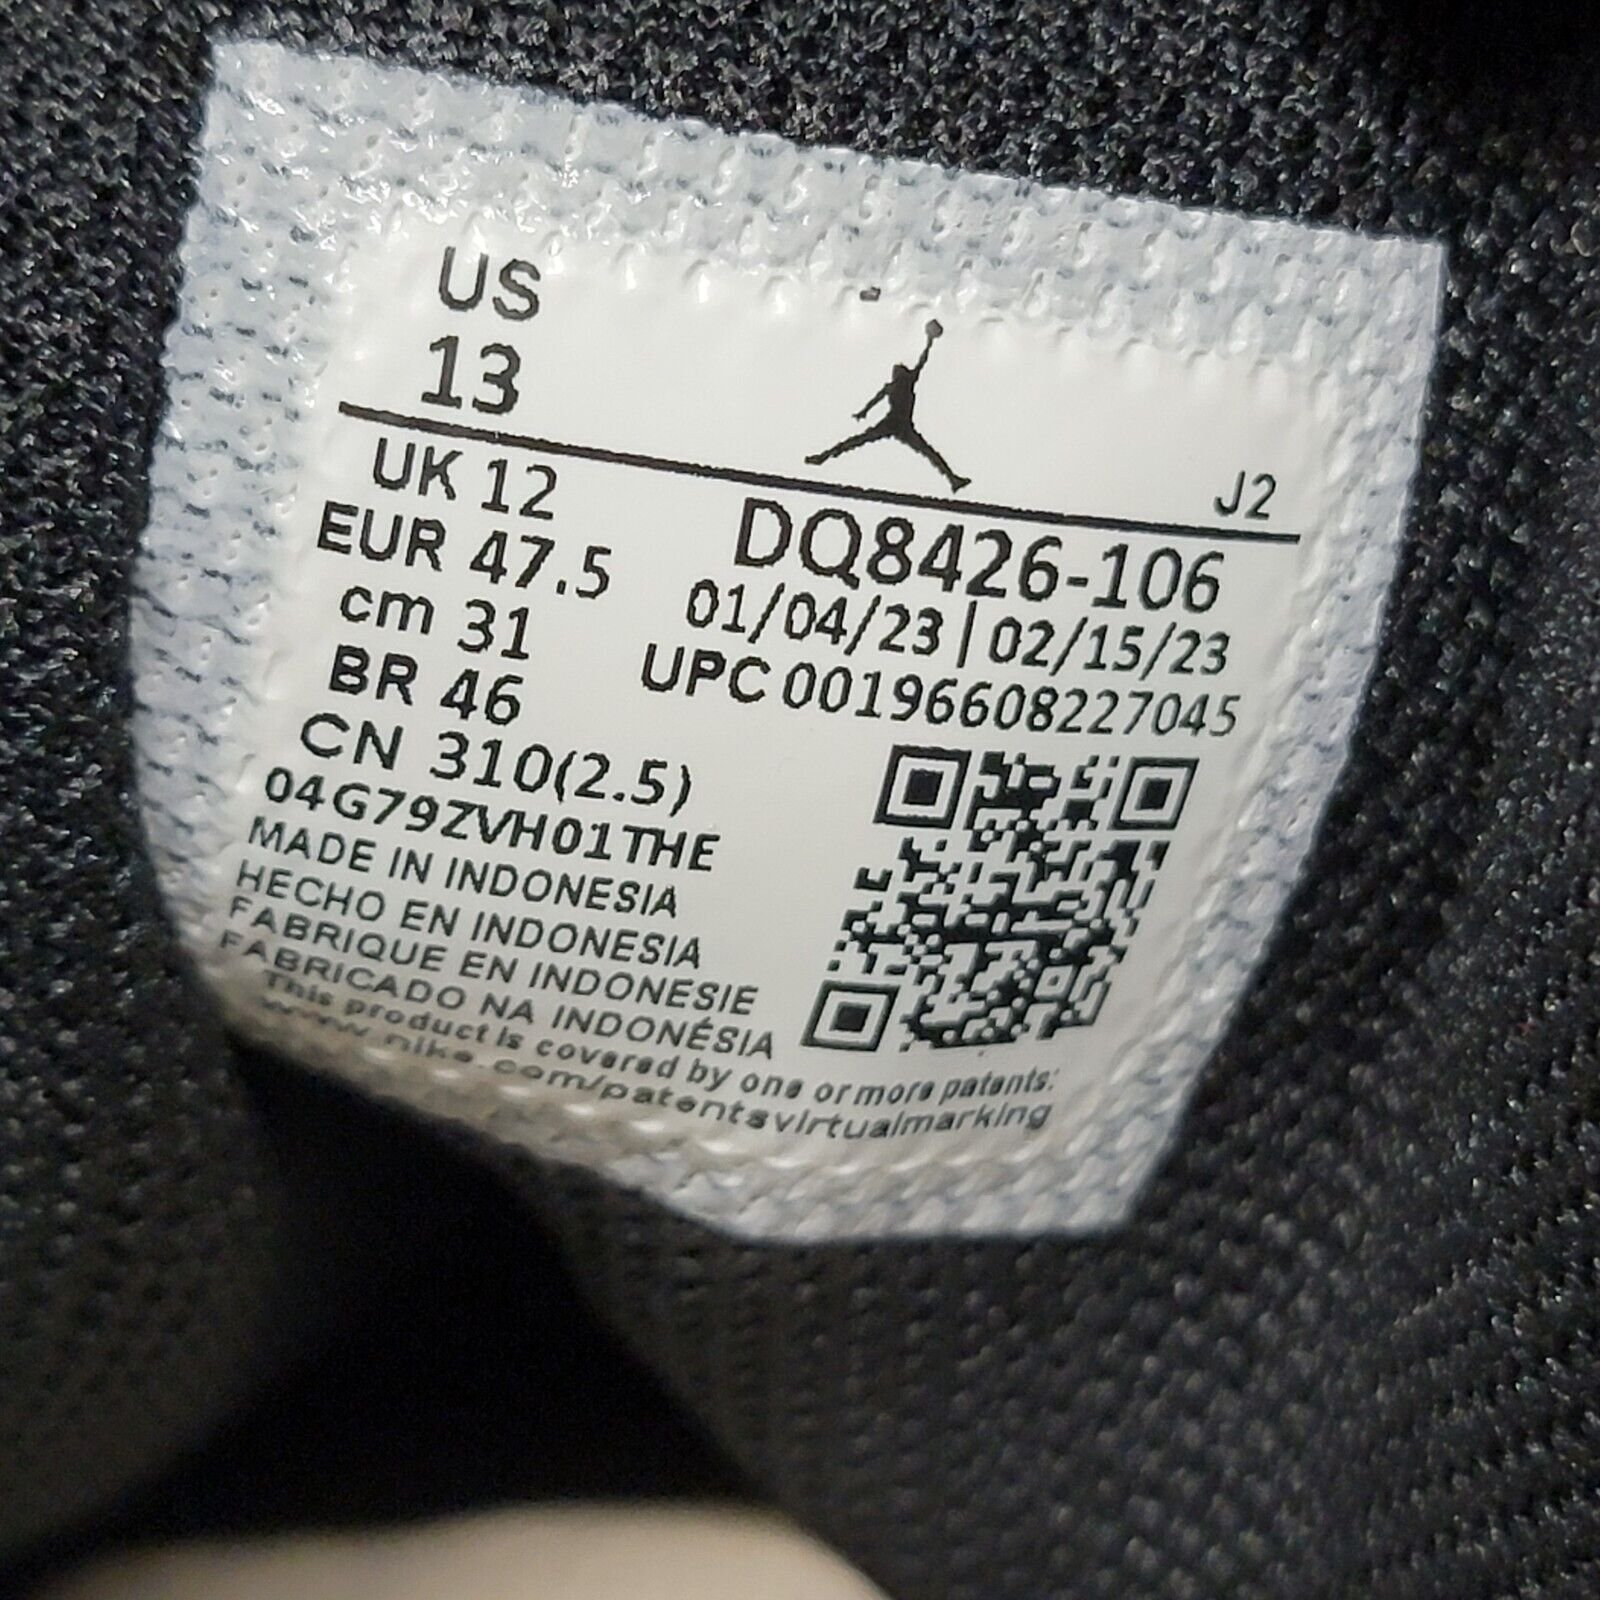 US
13
J2
UK 12
EUR 47.5
cm 31
BR 46
CN 310(2.5)
DQ8426-106
01/04/23|02/15/23
UPC 00196608227045
04G79ZVH01THE
MADE IN INDONESIA
HECHO EN INDONESIA
FABRIQUE EN INDONESIE
FABRICADO NA INDONÉSIA
This product is covered by one or more patents:
www.nike.com/patentsvirtualmarking